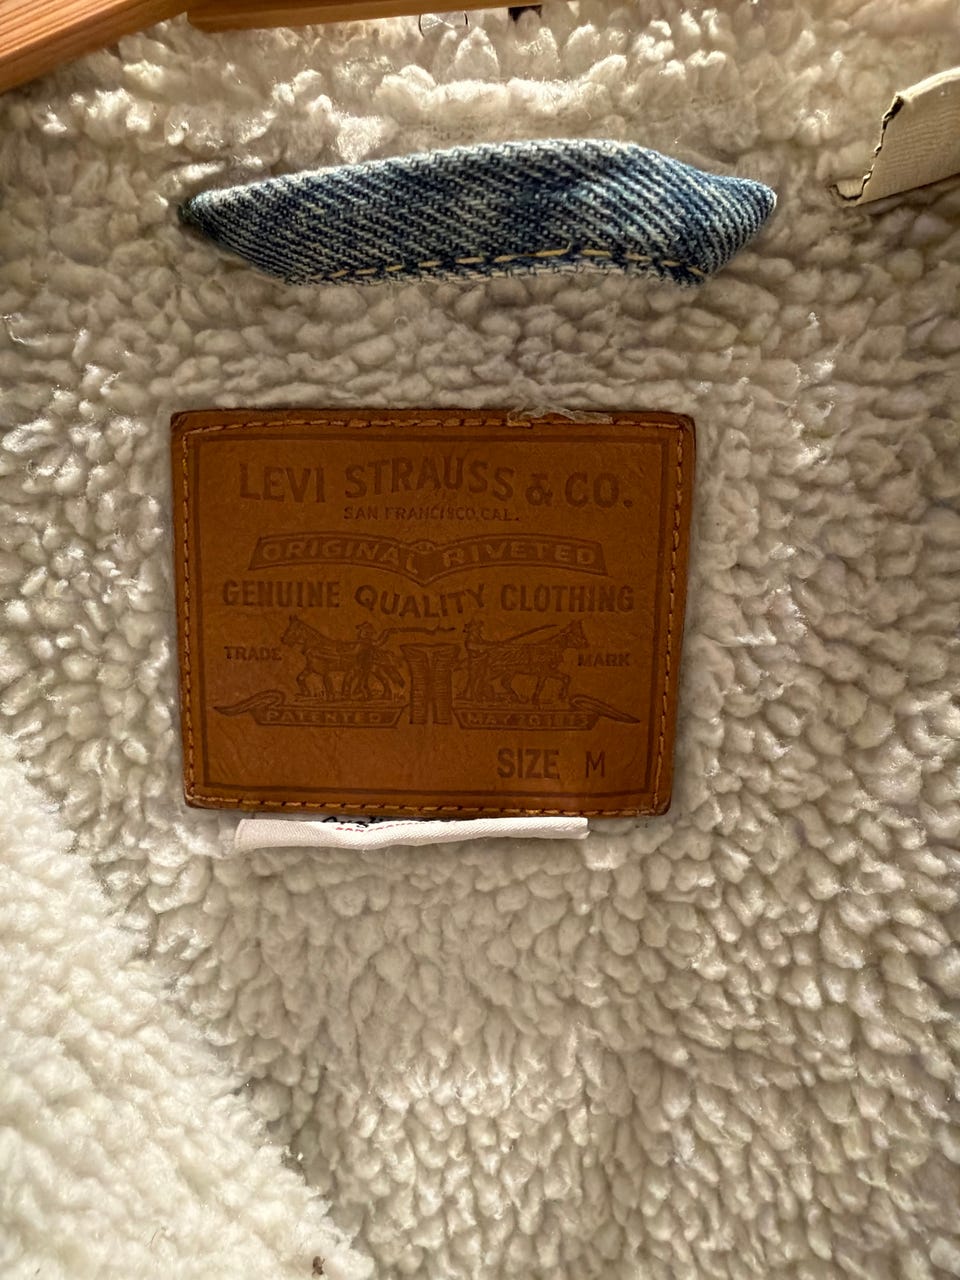 LEVI STRAUSS & CO.
SAN FRANCISCO, CAL.
ORIGINAL RIVETED
GENUINE QUALITY CLOTHING
TRADE MARK
PATENTED MAY 20 1873
SIZE M